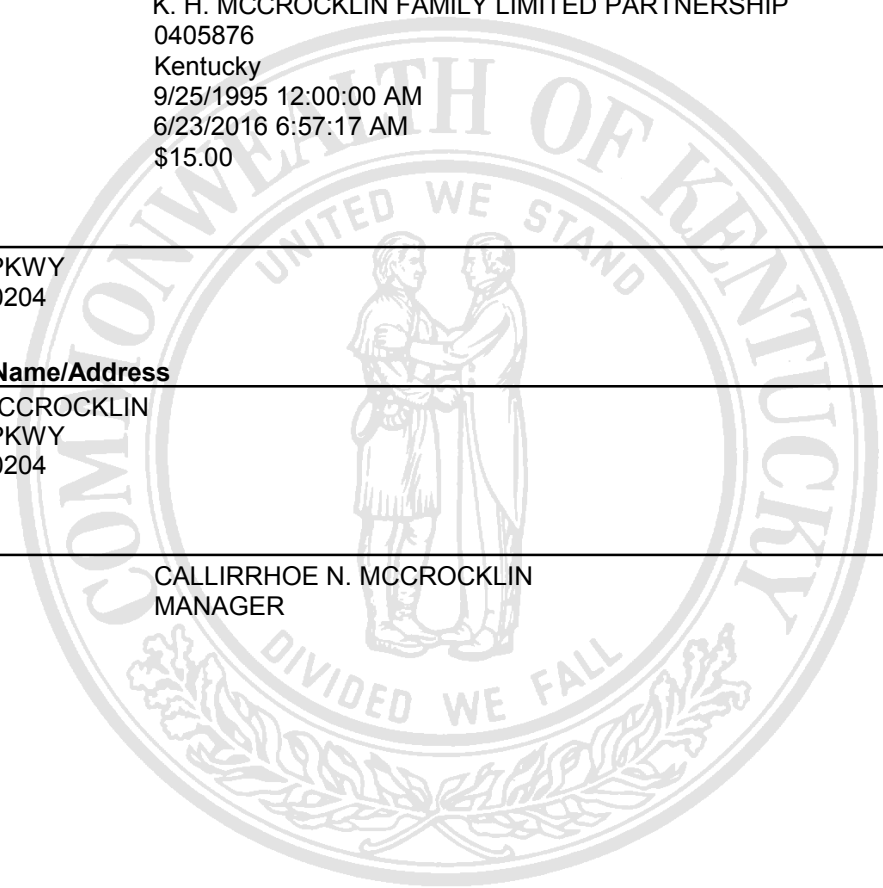 K. H. MCCROCKLIN FAMILY LIMITED PARTNERSHIP
0405876
Kentucky
9/25/1995 12:00:00 AM
6/23/2016 6:57:17 AM
$15.00
COMMONWEALTH OF KENTUCKY
UNITED WE STAND
PKWY
0204
Name/Address
CCROCKLIN
PKWY
0204
CALLIRRHOE N. MCCROCKLIN
MANAGER
DIVIDED WE FALL